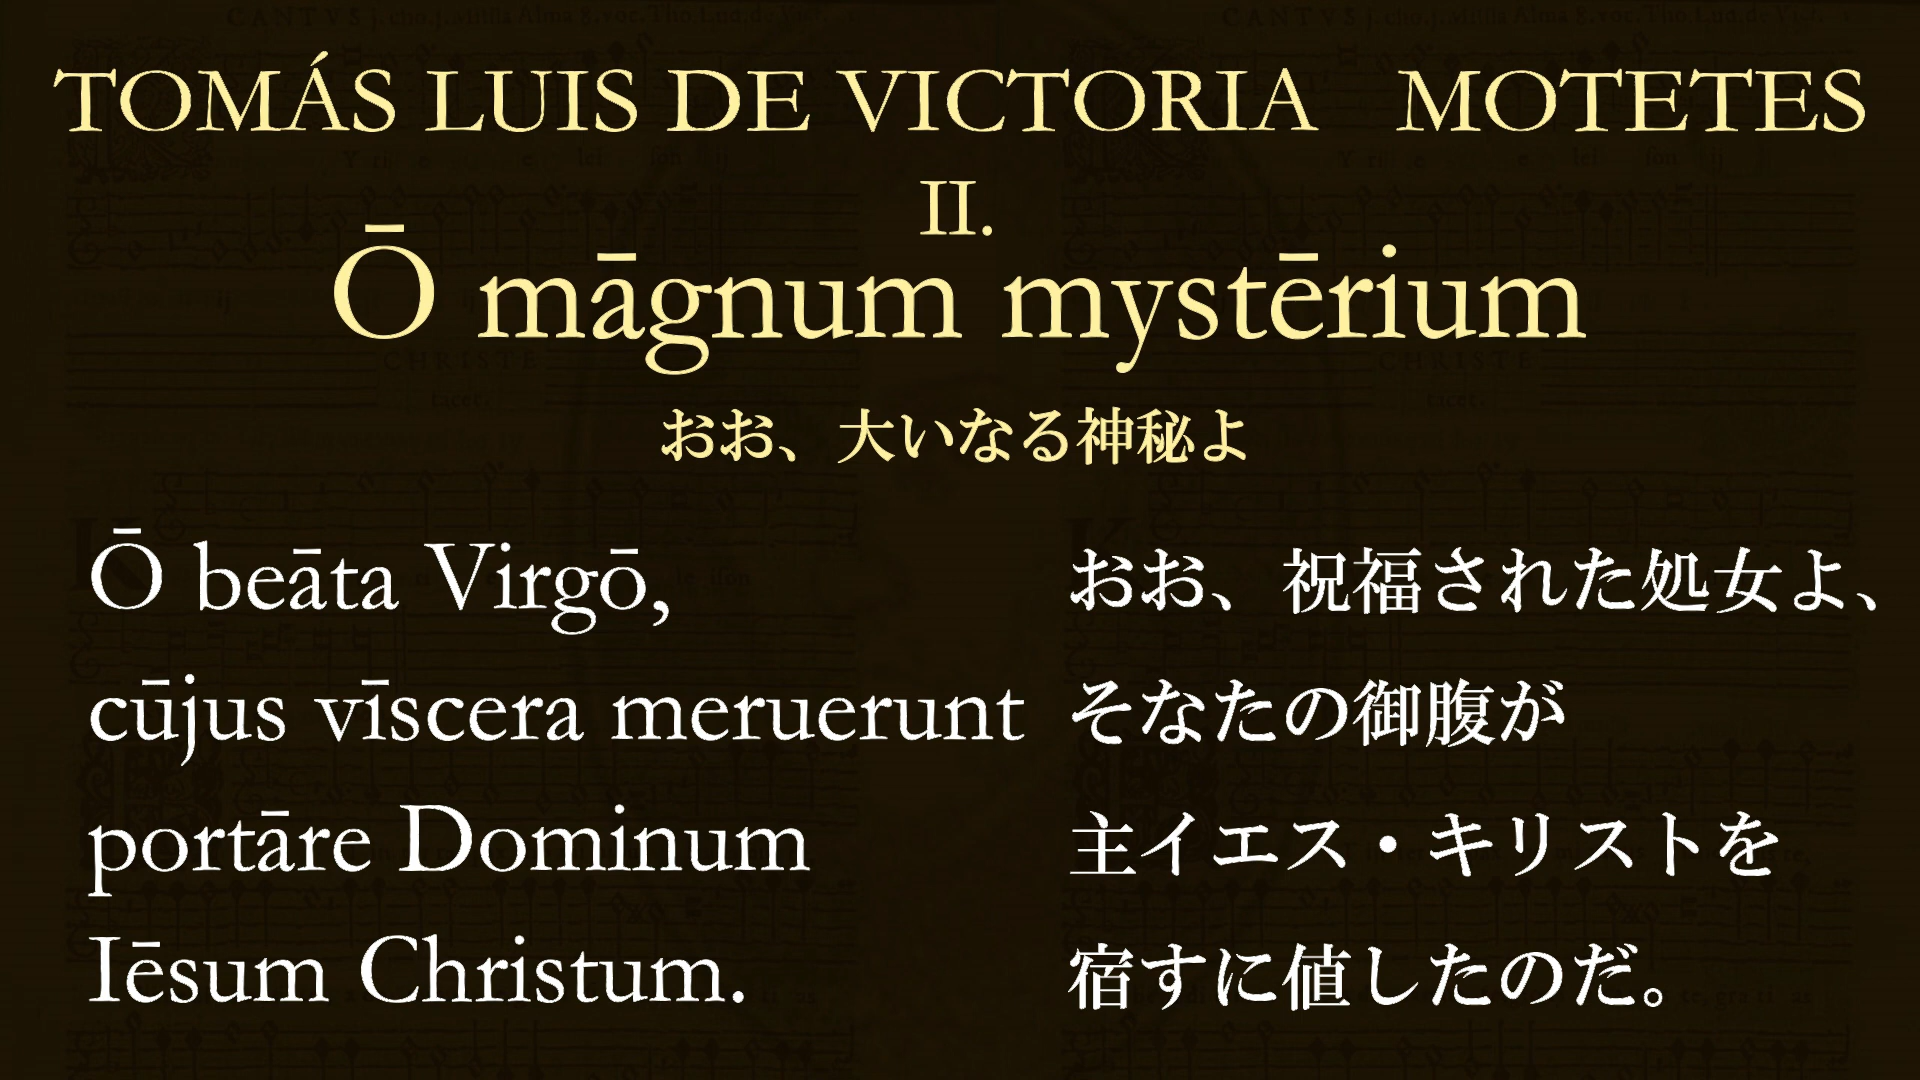 TOMÁS LUIS DE VICTORIA MOTETES
II.
Ō māgnum mystērium
おお、大いなる神秘よ
Ō beāta Virgō,
cūjus vīscera meruerunt
portāre Dominum
Iēsum Christum.
おお、祝福された処女よ、
そなたの御腹が
主イエス・キリストを
宿すに値したのだ。